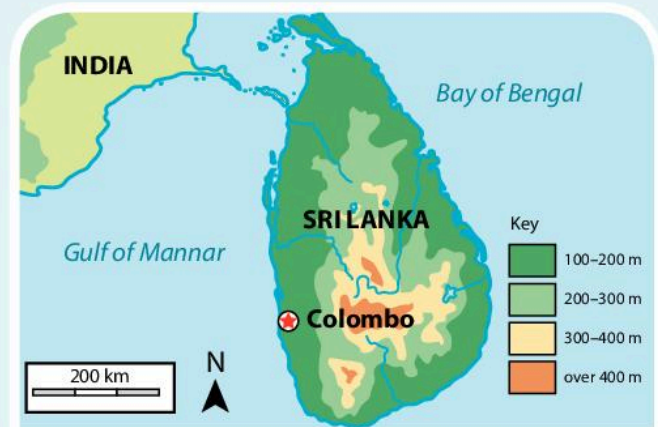 INDIA
Bay of Bengal
SRI LANKA
Gulf of Mannar
Colombo
Key
100–200 m
200–300 m
300–400 m
over 400 m
200 km
N